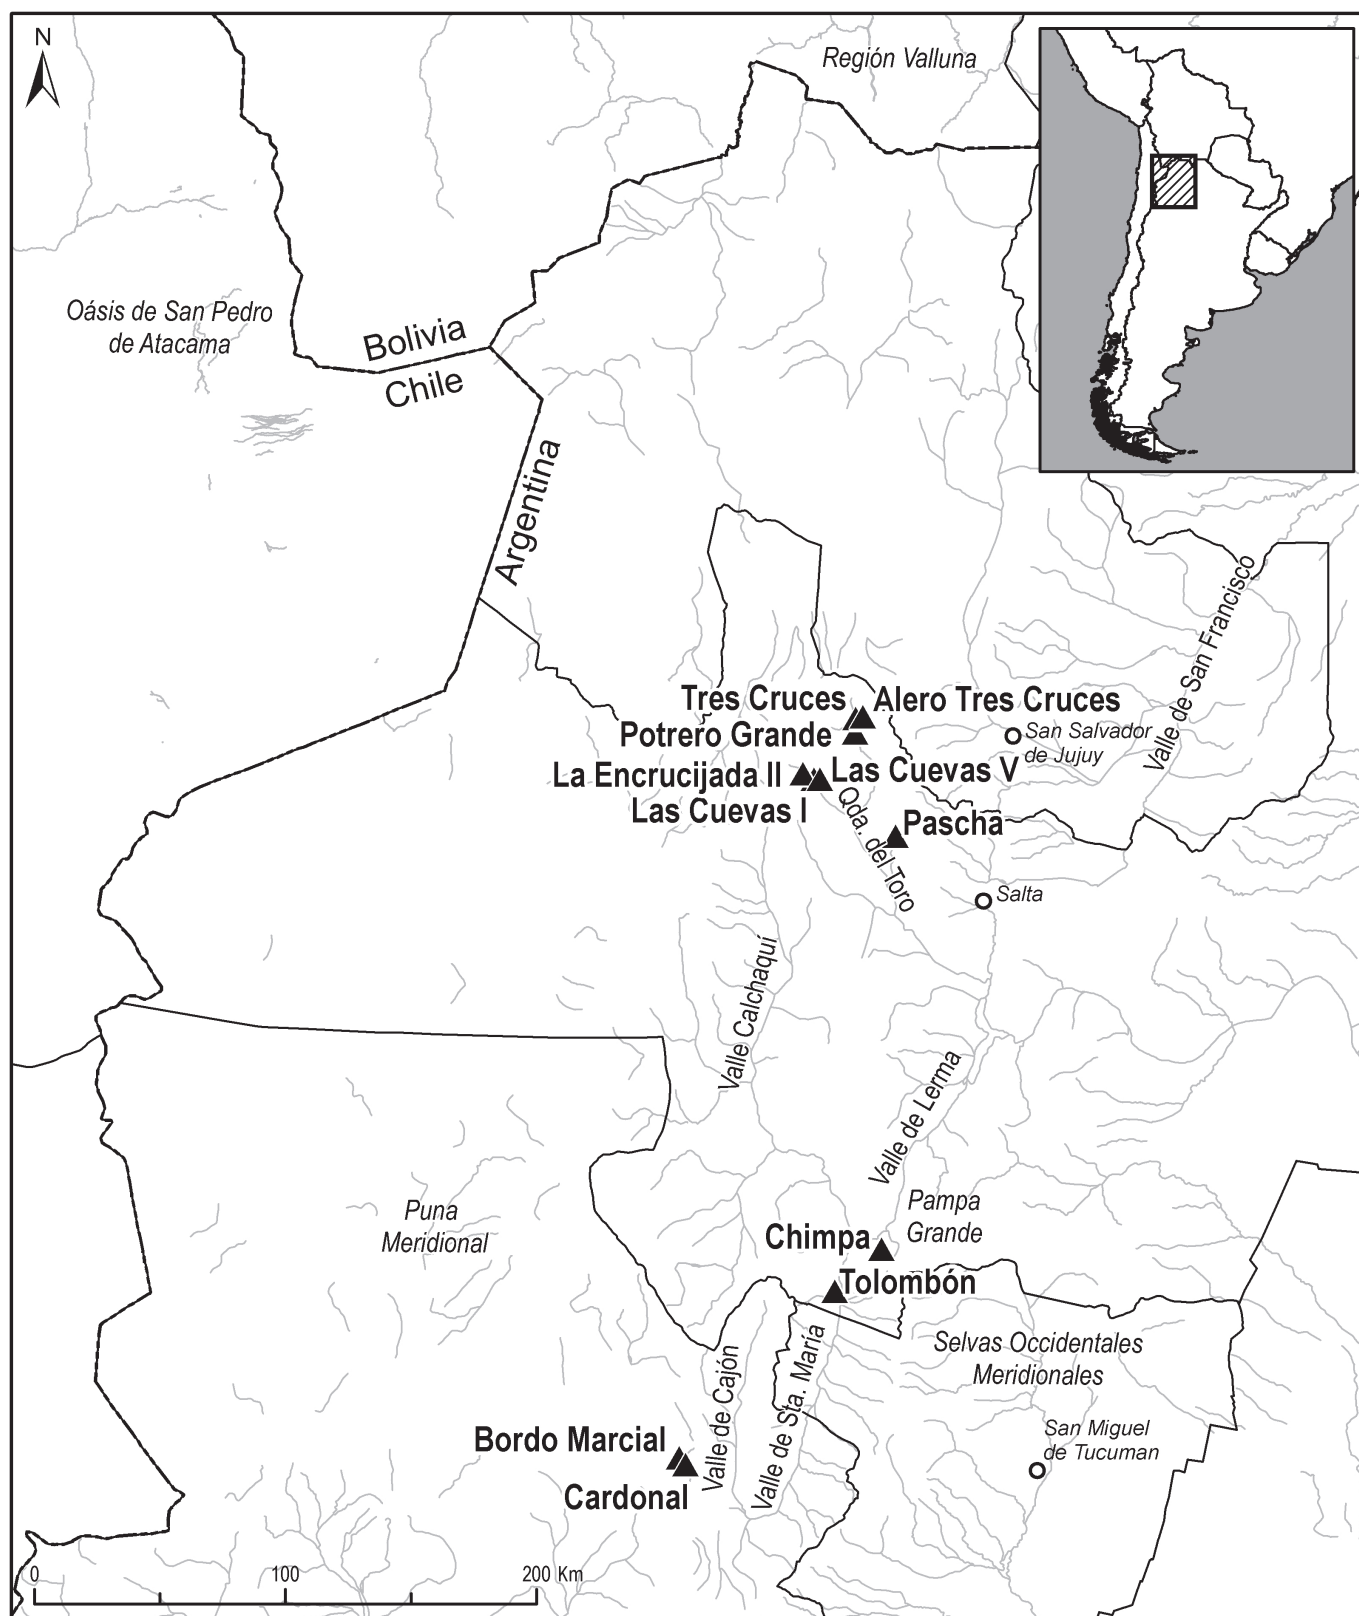 N
Región Valluna
Oásis de San Pedro
de Atacama
Bolivia
Chile
Argentina
Valle de San Francisco
Tres Cruces
Alero Tres Cruces
Potrero Grande
San Salvador
de Jujuy
La Encrucijada II
Las Cuevas V
Las Cuevas I
Qda. del Toro
Pascha
Salta
Valle Calchaquí
Valle de Lerma
Puna
Meridional
Pampa
Grande
Chimpa
Tolombón
Selvas Occidentales
Meridionales
Valle de Cajón
Valle de Sta. María
San Miguel
de Tucuman
Bordo Marcial
Cardonal
0 100 200 Km